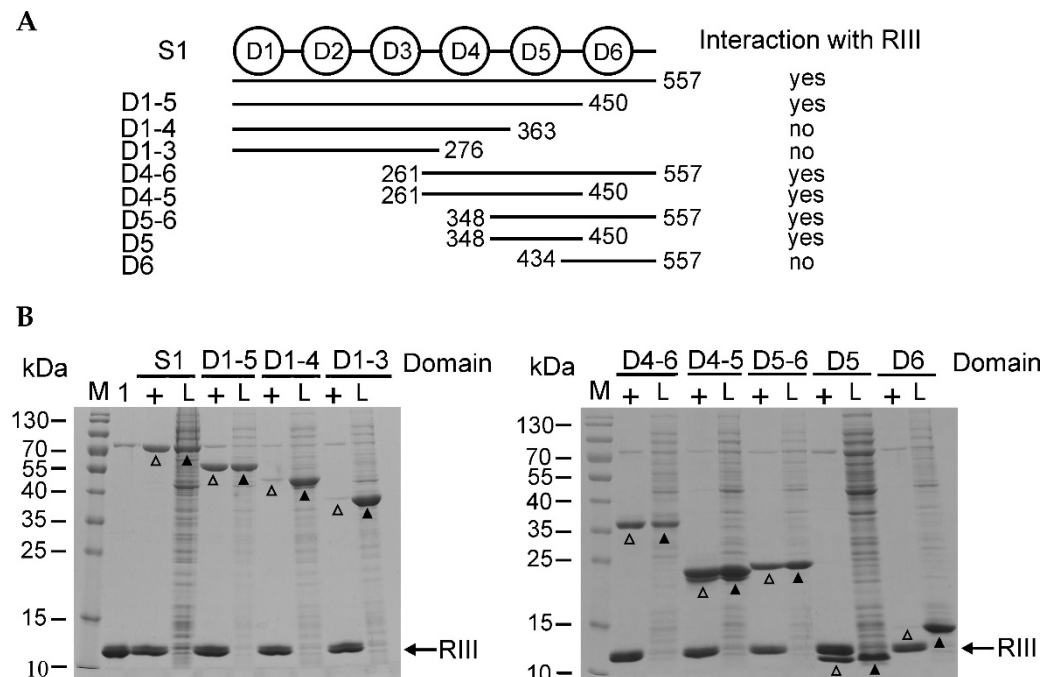 A
S1 D1 D2 D3 D4 D5 D6 Interaction with RIII
557 yes
D1-5 450 yes
D1-4 363 no
D1-3 276 no
D4-6 261 557 yes
D4-5 261 450 yes
D5-6 348 557 yes
D5 348 450 yes
D6 434 557 no
B
kDa S1 D1-5 D1-4 D1-3 Domain
M 1 + L + L + L + L
130
70
55
40
35
25
15
10
RIII
kDa D4-6 D4-5 D5-6 D5 D6 Domain
M + L + L + L + L + L
130
70
55
40
35
25
15
10
RIII